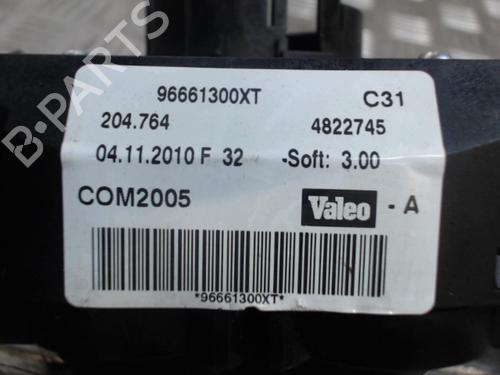 96661300XT C31
204.764 4822745
04.11.2010 F 32 -Soft: 3.00
COM2005 Valeo - A
*96661300XT*
B-PARTS